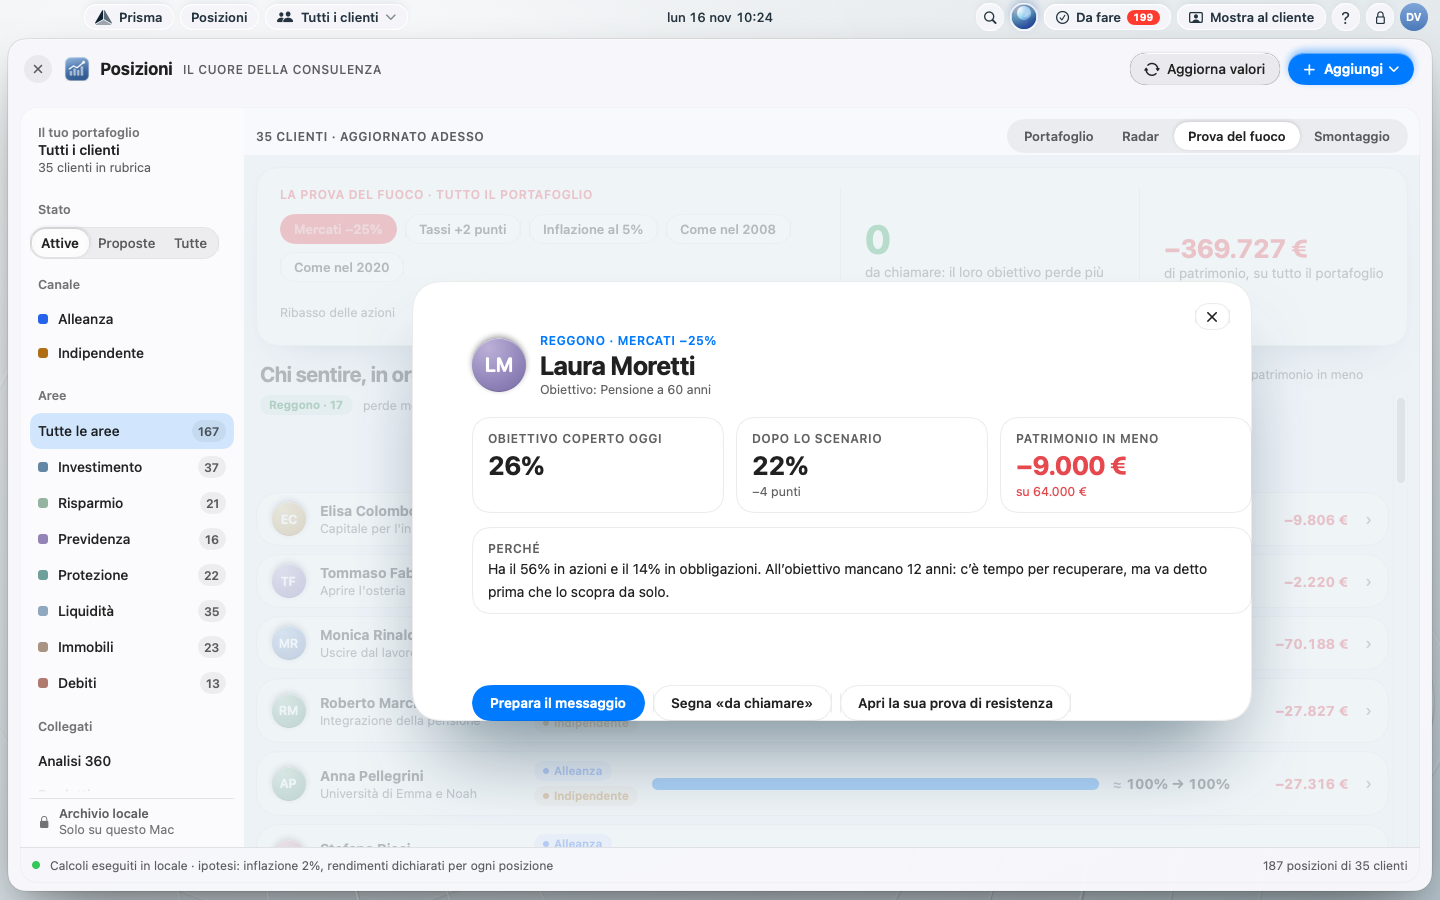 Prisma
Posizioni
Tutti i clienti
lun 16 nov 10:24
Da fare 199
Mostra al cliente
?
DV
Posizioni IL CUORE DELLA CONSULENZA
Aggiorna valori
+ Aggiungi
Il tuo portafoglio
Tutti i clienti
35 clienti in rubrica
Stato
Attive Proposte Tutte
Canale
Alleanza
Indipendente
Aree
Tutte le aree 167
Investimento 37
Risparmio 21
Previdenza 16
Protezione 22
Liquidità 35
Immobili 23
Debiti 13
Collegati
Analisi 360
Archivio locale
Solo su questo Mac
35 CLIENTI · AGGIORNATO ADESSO
Portafoglio Radar Prova del fuoco Smontaggio
LA PROVA DEL FUOCO · TUTTO IL PORTAFOGLIO
Mercati −25% Tassi +2 punti Inflazione al 5% Come nel 2008
Come nel 2020
Ribasso delle azioni
0
da chiamare: il loro obiettivo perde più
−369.727 €
di patrimonio, su tutto il portafoglio
Chi sentire, in or
patrimonio in meno
Reggono · 17 perde m
LM
REGGONO · MERCATI −25%
Laura Moretti
Obiettivo: Pensione a 60 anni
OBIETTIVO COPERTO OGGI
26%
DOPO LO SCENARIO
22%
−4 punti
PATRIMONIO IN MENO
−9.000 €
su 64.000 €
PERCHÉ
Ha il 56% in azioni e il 14% in obbligazioni. All’obiettivo mancano 12 anni: c’è tempo per recuperare, ma va detto
prima che lo scopra da solo.
Prepara il messaggio
Segna «da chiamare»
Apri la sua prova di resistenza
EC
Elisa Colombo
Capitale per l'in
−9.806 €
TF
Tommaso Fab
Aprire l'osteria
−2.220 €
MR
Monica Rinal
Uscire dal lavor
−70.188 €
RM
Roberto Marc
Integrazione della pensione
Indipendente
−27.827 €
AP
Anna Pellegrini
Università di Emma e Noah
Alleanza
Indipendente
≈ 100% → 100%
−27.316 €
Alleanza
Calcoli eseguiti in locale · ipotesi: inflazione 2%, rendimenti dichiarati per ogni posizione
187 posizioni di 35 clienti